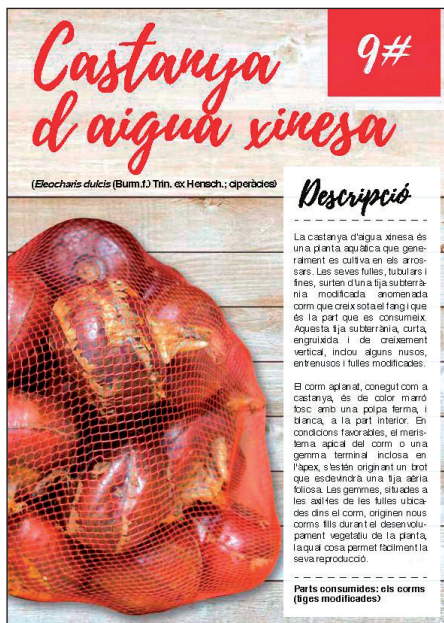 Castanya
d'aigua xinesa
9#
(Eleocharis dulcis (Burm.f.) Trin. ex Hensch.; ciperàcies)
Descripció
La castanya d'aigua xinesa és
una planta aquàtica que gene-
ralment es cultiva en els arros-
sars. Les seves fulles, tubulars i
fines, surten d'una tija subterrà-
nia modificada anomenada
corm que creix sota el fang i que
és la part que es consumeix.
Aquesta tija subterrània, curta,
engruixida i de creixement
vertical, inclou alguns nusos,
entrenusos i fulles modificades.
El corm aplanat, conegut com a
castanya, és de color marró
fosc amb una polpa ferma, i
blanca, a la part interior. En
condicions favorables, el meris-
tema apical del corm o una
gemma terminal inclosa en
l'àpex, s'estén originant un brot
que esdevindrà una tija aèria
foliosa. Les gemmes, situades a
les axil·les de les fulles ubica-
des dins el corm, originen nous
corms fills durant el desenvolu-
pament vegetatiu de la planta,
la qual cosa permet fàcilment la
seva reproducció.
Parts consumides: els corms
(tiges modificades)